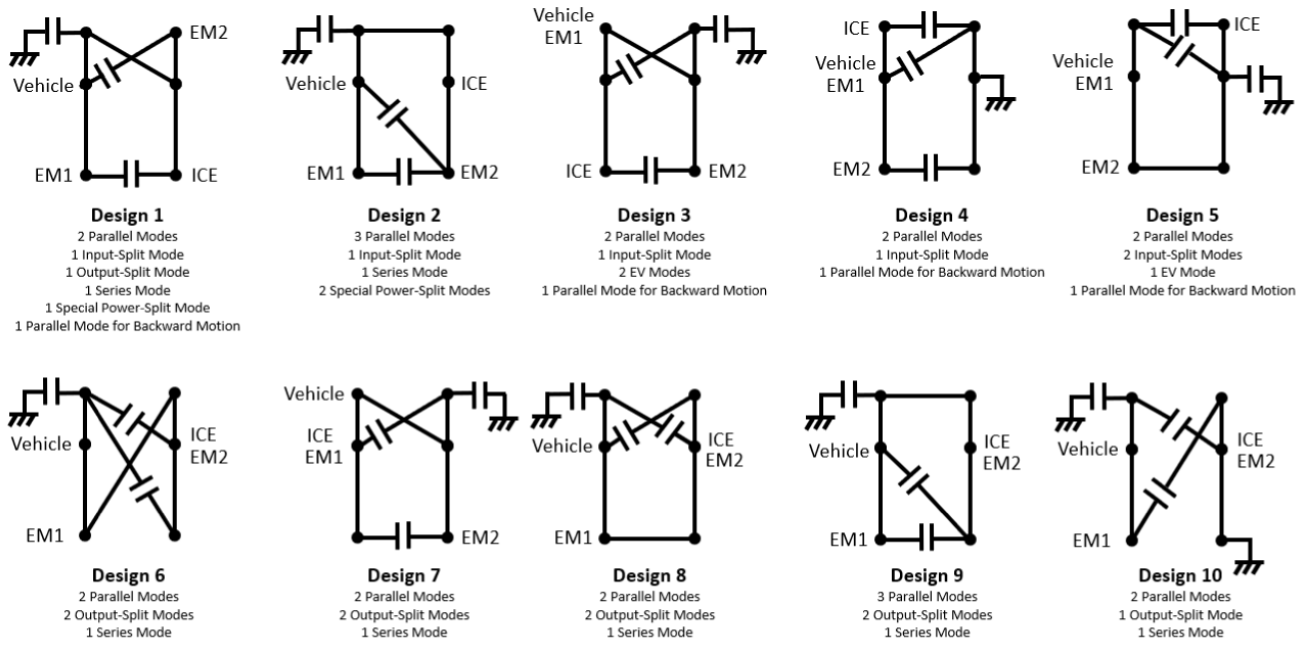 EM2
Vehicle
EM1
ICE
Design 1
2 Parallel Modes
1 Input-Split Mode
1 Output-Split Mode
1 Series Mode
1 Special Power-Split Mode
1 Parallel Mode for Backward Motion
Vehicle
ICE
EM1
EM2
Design 2
3 Parallel Modes
1 Input-Split Mode
1 Series Mode
2 Special Power-Split Modes
Vehicle
EM1
ICE
EM2
Design 3
2 Parallel Modes
1 Input-Split Mode
2 EV Modes
1 Parallel Mode for Backward Motion
ICE
Vehicle
EM1
EM2
Design 4
2 Parallel Modes
1 Input-Split Mode
1 Parallel Mode for Backward Motion
ICE
Vehicle
EM1
EM2
Design 5
2 Parallel Modes
2 Input-Split Modes
1 EV Mode
1 Parallel Mode for Backward Motion
Vehicle
ICE
EM2
EM1
Design 6
2 Parallel Modes
2 Output-Split Modes
1 Series Mode
Vehicle
ICE
EM1
EM2
Design 7
2 Parallel Modes
2 Output-Split Modes
1 Series Mode
Vehicle
ICE
EM2
EM1
Design 8
2 Parallel Modes
2 Output-Split Modes
1 Series Mode
Vehicle
ICE
EM2
EM1
Design 9
3 Parallel Modes
2 Output-Split Modes
1 Series Mode
Vehicle
ICE
EM2
EM1
Design 10
2 Parallel Modes
1 Output-Split Mode
1 Series Mode